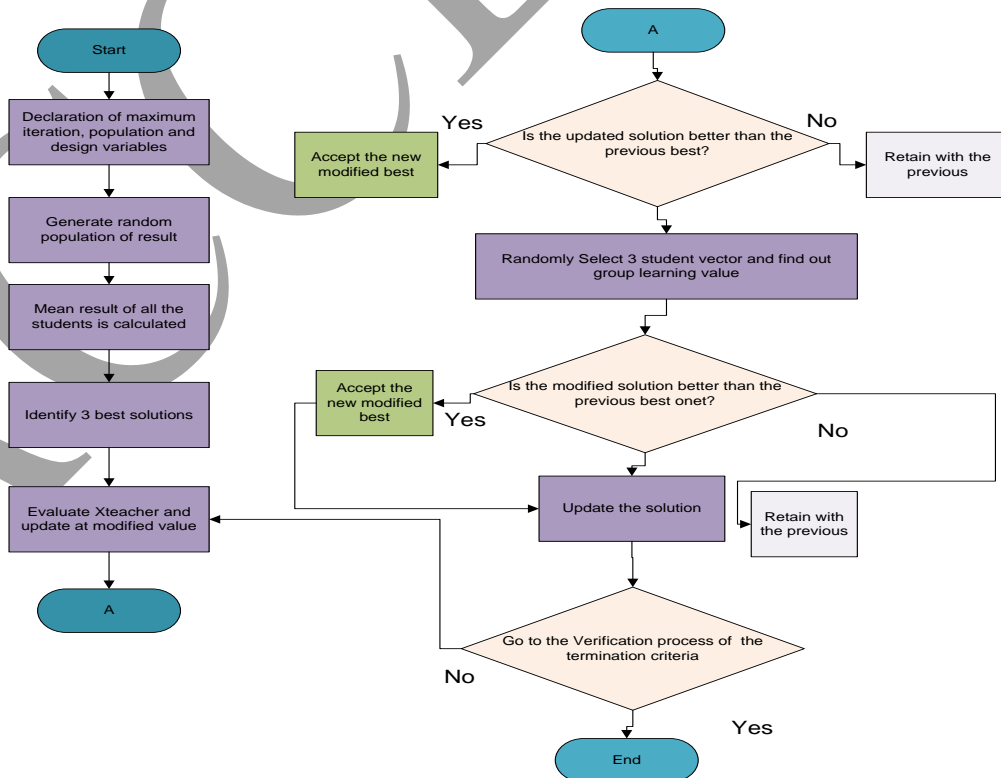 Start
Declaration of maximum
iteration, population and
design variables
Generate random
population of result
Mean result of all the
students is calculated
Identify 3 best solutions
Evaluate Xteacher and
update at modified value
A
A
Is the updated solution better than the
previous best?
Yes
No
Accept the new
modified best
Retain with the
previous
Randomly Select 3 student vector and find out
group learning value
Is the modified solution better than the
previous best onet?
Accept the
new modified
best
Yes
No
Update the solution
Retain with
the previous
Go to the Verification process of the
termination criteria
No
Yes
End